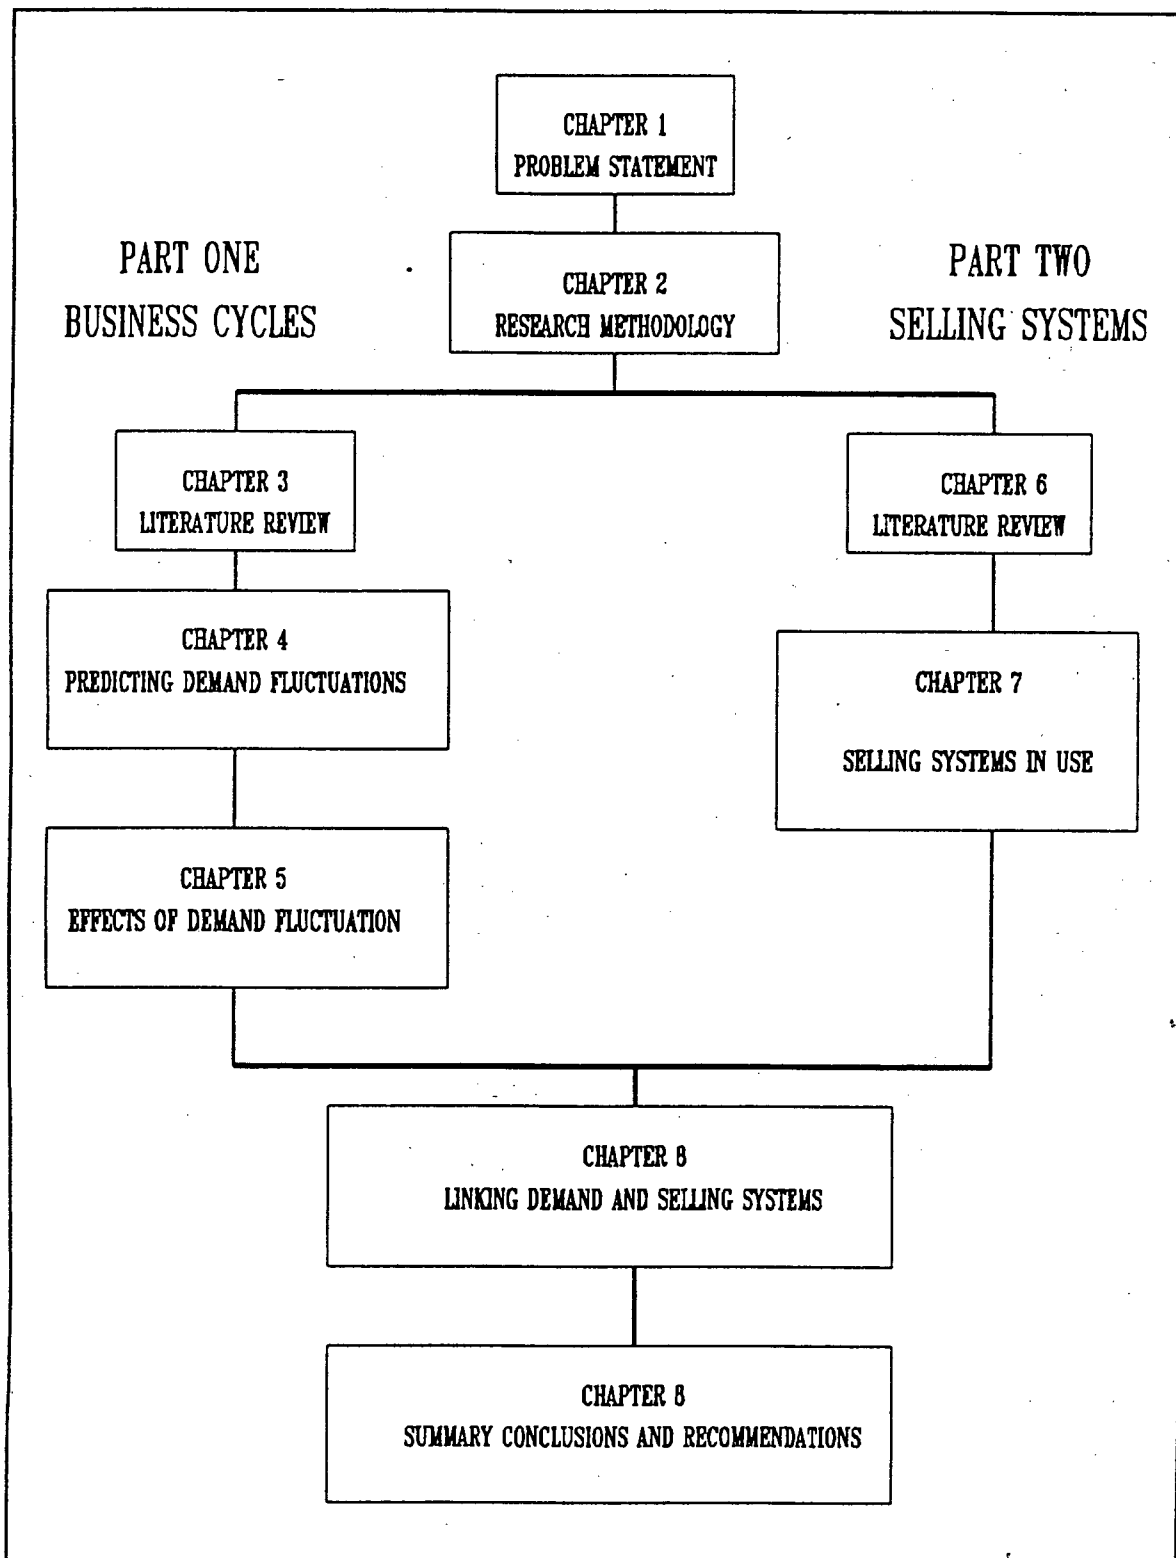 CHAPTER 1
PROBLEM STATEMENT
PART ONE
BUSINESS CYCLES
CHAPTER 2
RESEARCH METHODOLOGY
PART TWO
SELLING SYSTEMS
CHAPTER 3
LITERATURE REVIEW
CHAPTER 6
LITERATURE REVIEW
CHAPTER 4
PREDICTING DEMAND FLUCTUATIONS
CHAPTER 7
SELLING SYSTEMS IN USE
CHAPTER 5
EFFECTS OF DEMAND FLUCTUATION
CHAPTER 8
LINKING DEMAND AND SELLING SYSTEMS
CHAPTER 8
SUMMARY CONCLUSIONS AND RECOMMENDATIONS